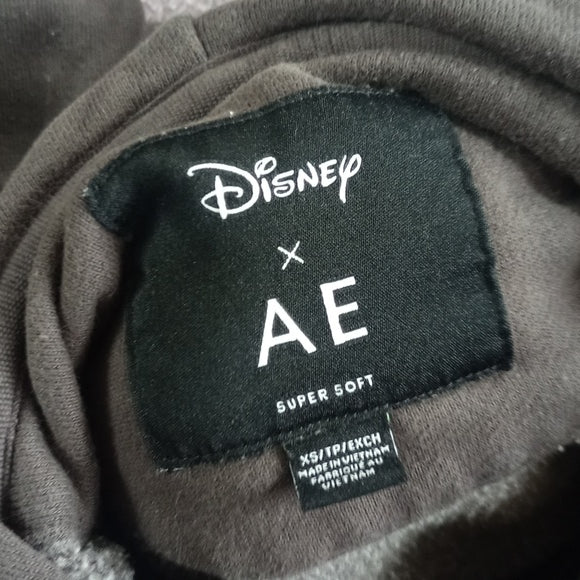 Disney
×
AE
SUPER SOFT
XS/TP/EXCH
MADE IN VIETNAM
FABRIQUÉ AU
VIETNAM